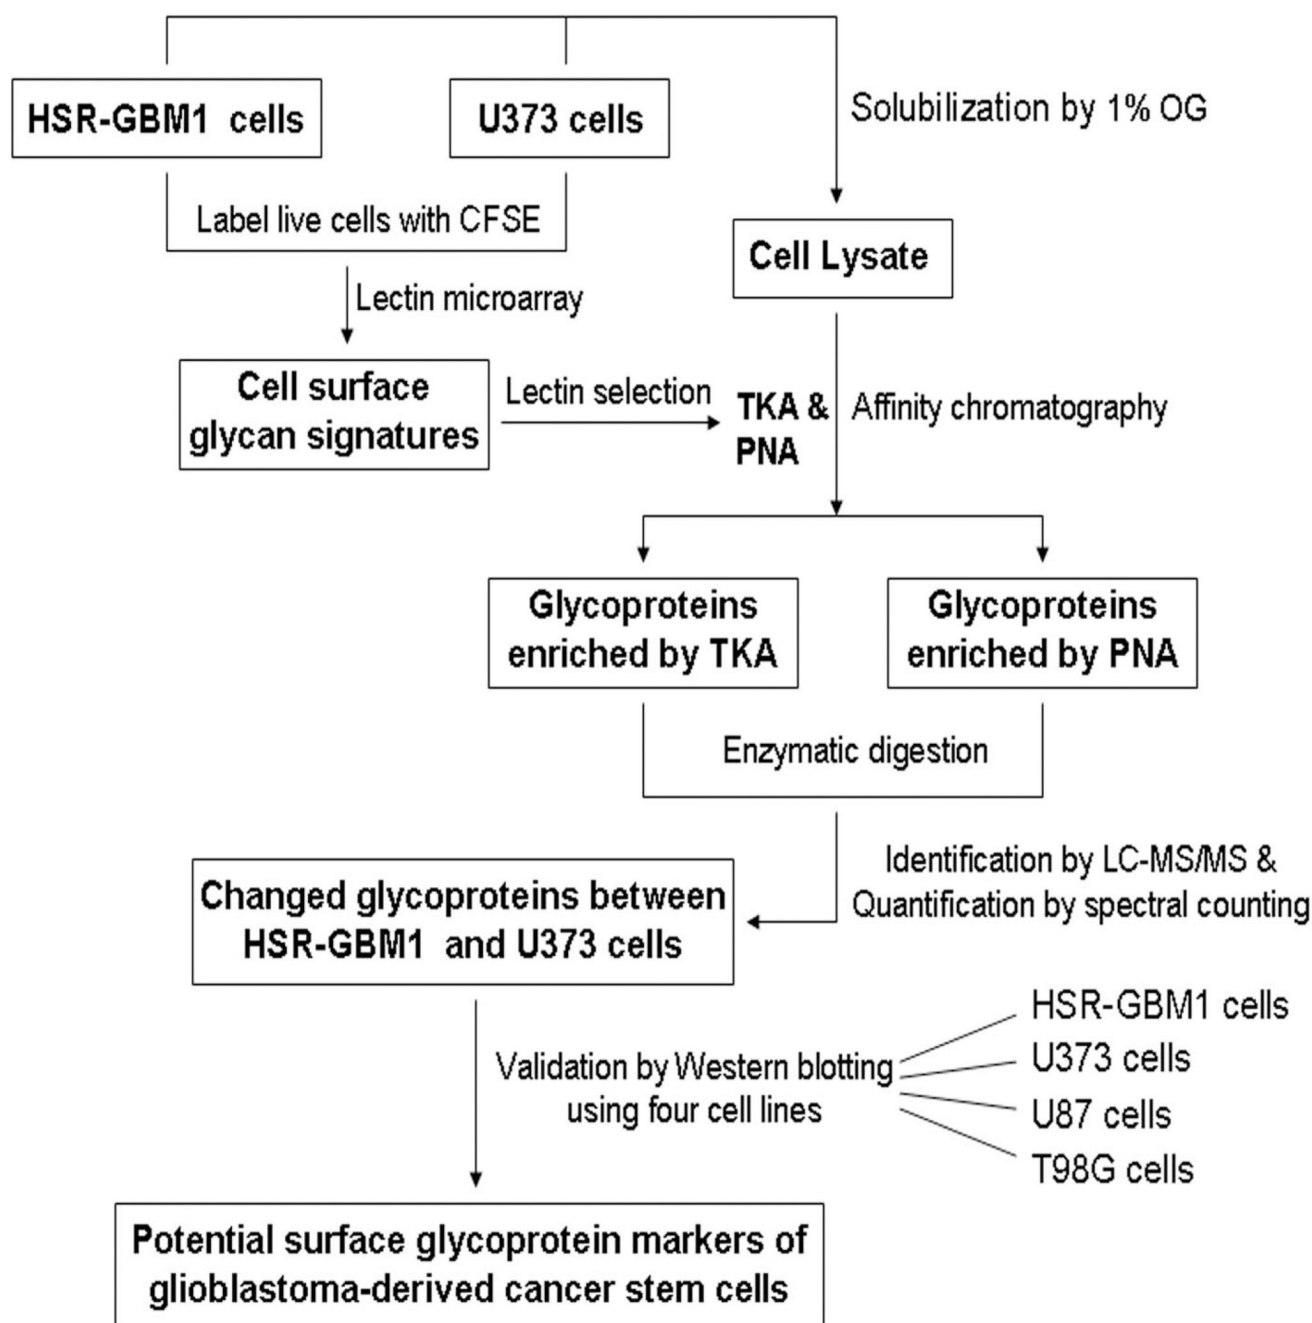 HSR-GBM1 cells
U373 cells
Solubilization by 1% OG
Label live cells with CFSE
Cell Lysate
Lectin microarray
Cell surface
glycan signatures
Lectin selection
TKA &
PNA
Affinity chromatography
Glycoproteins
enriched by TKA
Glycoproteins
enriched by PNA
Enzymatic digestion
Identification by LC-MS/MS &
Quantification by spectral counting
Changed glycoproteins between
HSR-GBM1 and U373 cells
Validation by Western blotting
using four cell lines
HSR-GBM1 cells
U373 cells
U87 cells
T98G cells
Potential surface glycoprotein markers of
glioblastoma-derived cancer stem cells